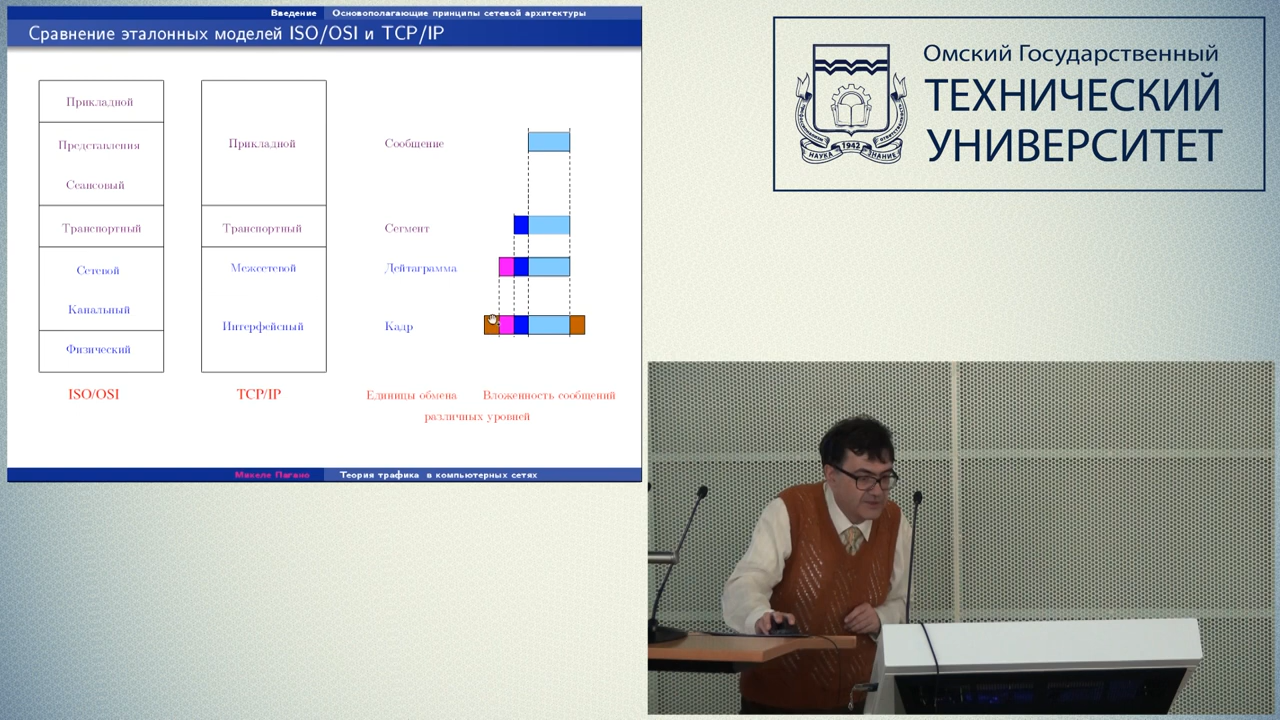 Введение Основополагающие принципы сетевой архитектуры
Сравнение эталонных моделей ISO/OSI и TCP/IP
Прикладной
Представления
Сеансовый
Транспортный
Сетевой
Канальный
Физический
ISO/OSI
Прикладной
Транспортный
Межсетевой
Интерфейсный
TCP/IP
Сообщение
Сегмент
Дейтаграмма
Кадр
Единицы обмена Вложенность сообщений
различных уровней
Микеле Пагано Теория трафика в компьютерных сетях
Омский Государственный
ТЕХНИЧЕСКИЙ
УНИВЕРСИТЕТ
НАУКА 1942 ЗНАНИЕ